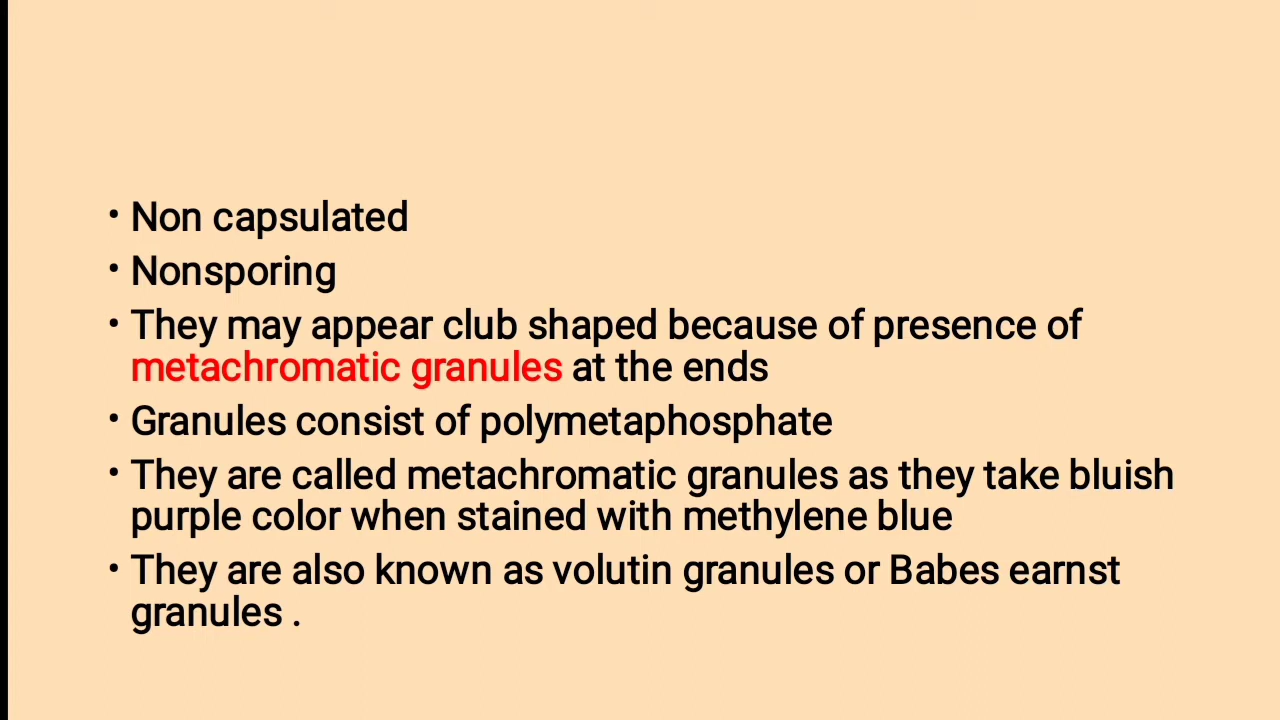 • Non capsulated
• Nonsporing
• They may appear club shaped because of presence of
metachromatic granules at the ends
• Granules consist of polymetaphosphate
• They are called metachromatic granules as they take bluish
purple color when stained with methylene blue
• They are also known as volutin granules or Babes earnst
granules .